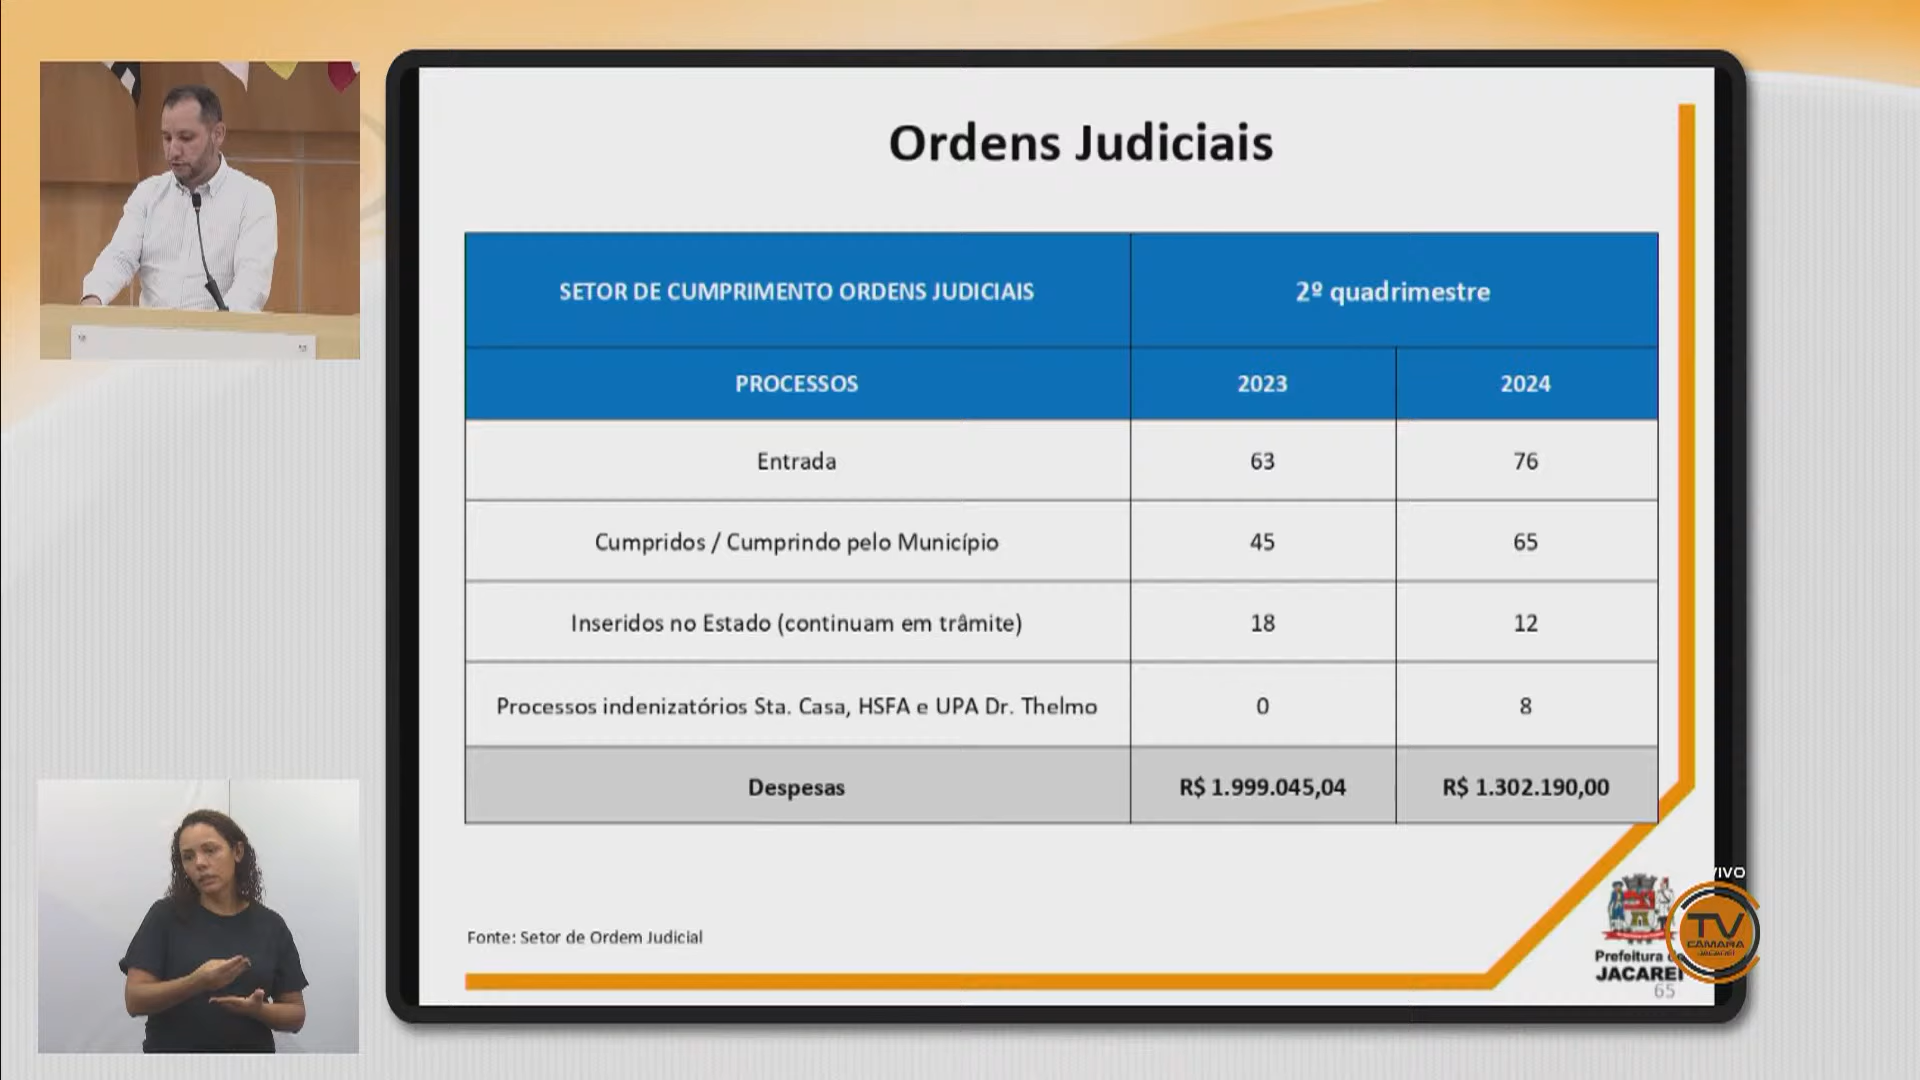 Ordens Judiciais
SETOR DE CUMPRIMENTO ORDENS JUDICIAIS
2º quadrimestre
PROCESSOS
2023
2024
Entrada
63
76
Cumpridos / Cumprindo pelo Município
45
65
Inseridos no Estado (continuam em trâmite)
18
12
Processos indenizatórios Sta. Casa, HSFA e UPA Dr. Thelmo
0
8
Despesas
R$ 1.999.045,04
R$ 1.302.190,00
Fonte: Setor de Ordem Judicial
Prefeitura
JACAREÍ
65
VIVO
TV
CÂMARA
JACAREÍ